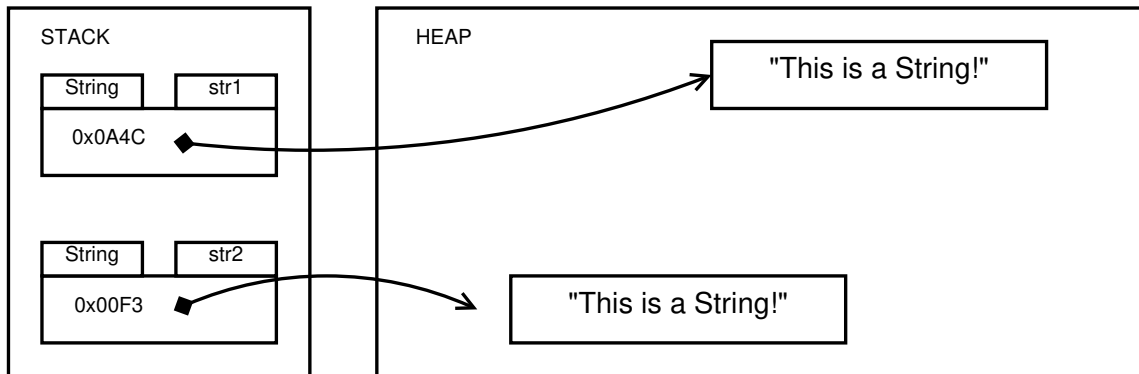 STACK
HEAP
"This is a String!"
String
str1
0x0A4C
String
str2
0x00F3
"This is a String!"